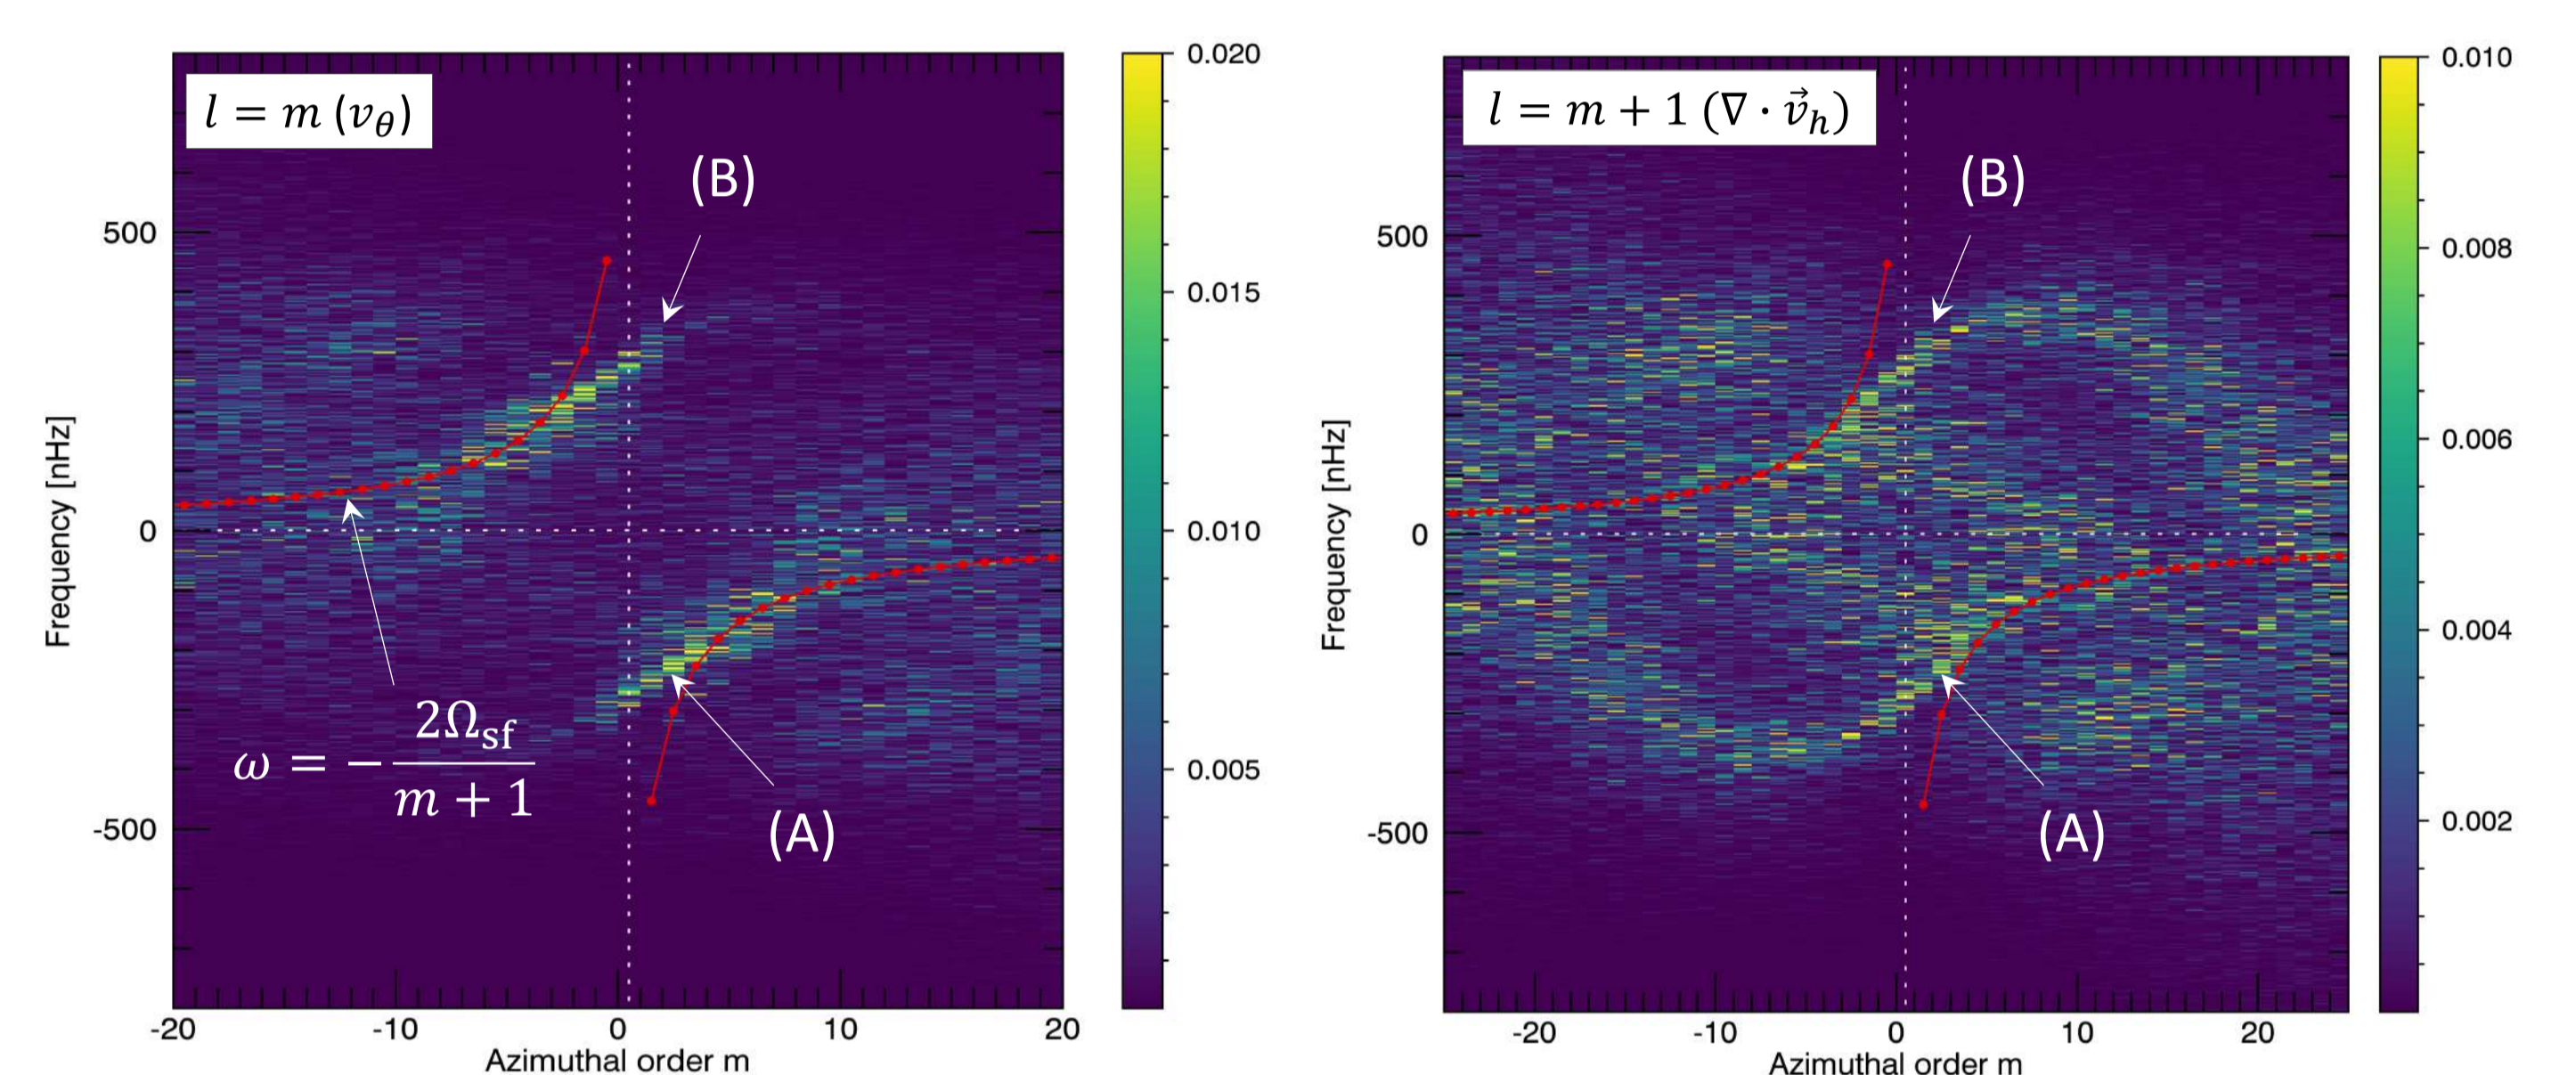 l = m (v_θ)
(B)
500
0
-500
Frequency [nHz]
ω = − 2Ω_sf / (m + 1)
(A)
-20 -10 0 10 20
Azimuthal order m
0.020
0.015
0.010
0.005
l = m + 1 (∇ · v⃗_h)
(B)
500
0
-500
Frequency [nHz]
(A)
-20 -10 0 10 20
Azimuthal order m
0.010
0.008
0.006
0.004
0.002